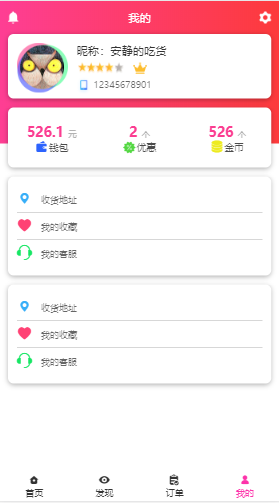 我的
昵称：安静的吃货
12345678901
526.1 元
2 个
526 个
钱包
优惠
金币
收货地址
我的收藏
我的客服
收货地址
我的收藏
我的客服
首页
发现
订单
我的